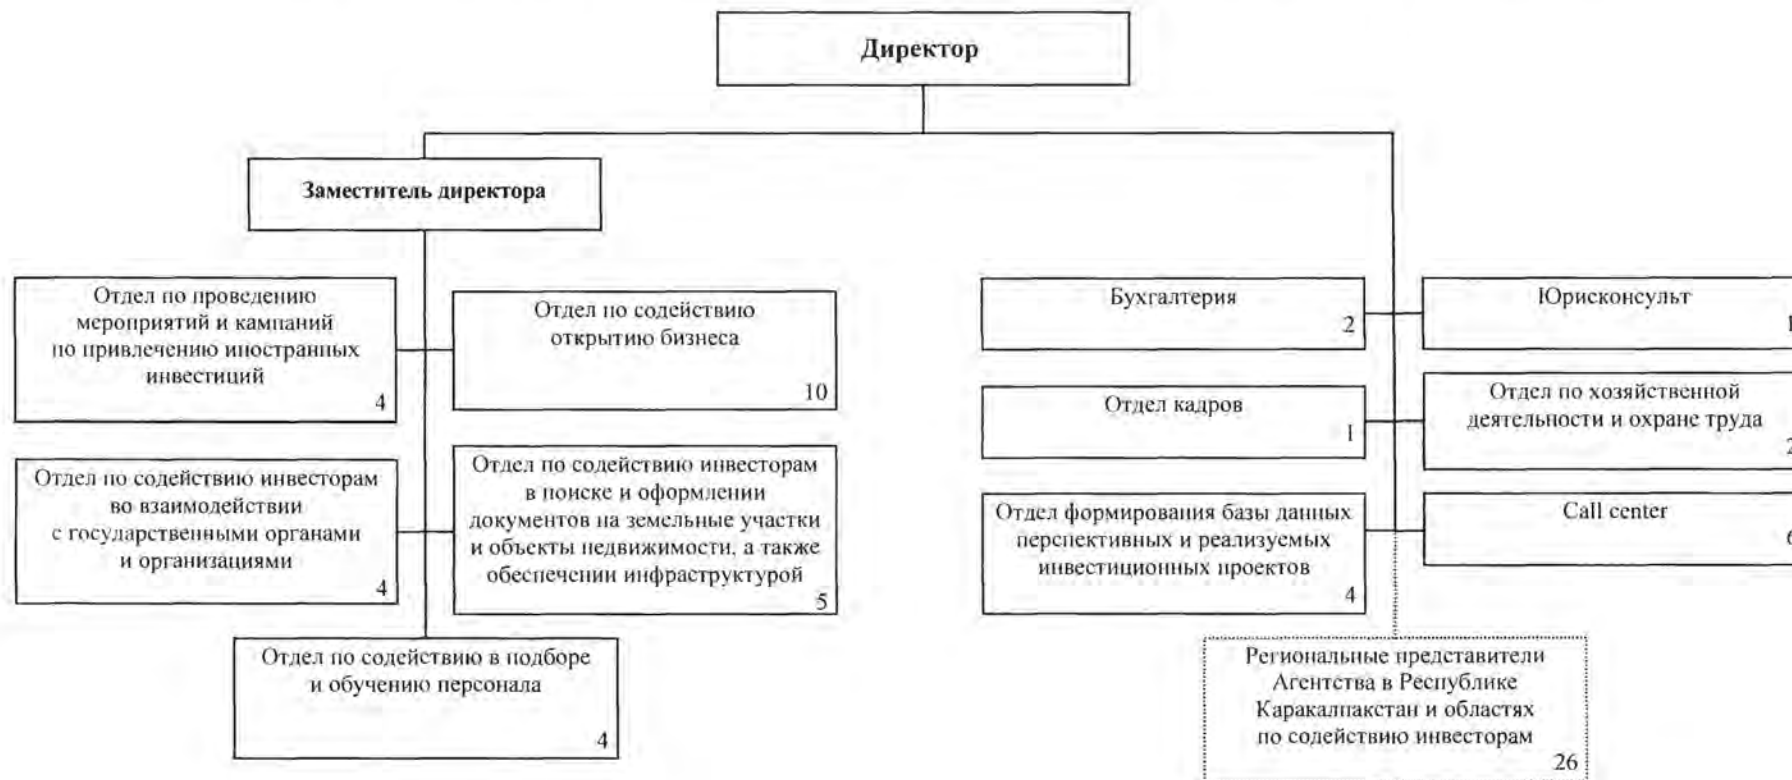 Директор
Заместитель директора
Отдел по проведению
мероприятий и кампаний
по привлечению иностранных
инвестиций
4
Отдел по содействию
открытию бизнеса
10
Отдел по содействию инвесторам
во взаимодействии
с государственными органами
и организациями
4
Отдел по содействию инвесторам
в поиске и оформлении
документов на земельные участки
и объекты недвижимости, а также
обеспечении инфраструктурой
5
Отдел по содействию в подборе
и обучению персонала
4
Бухгалтерия
2
Юрисконсульт
1
Отдел кадров
1
Отдел по хозяйственной
деятельности и охране труда
2
Отдел формирования базы данных
перспективных и реализуемых
инвестиционных проектов
4
Call center
6
Региональные представители
Агентства в Республике
Каракалпакстан и областях
по содействию инвесторам
26